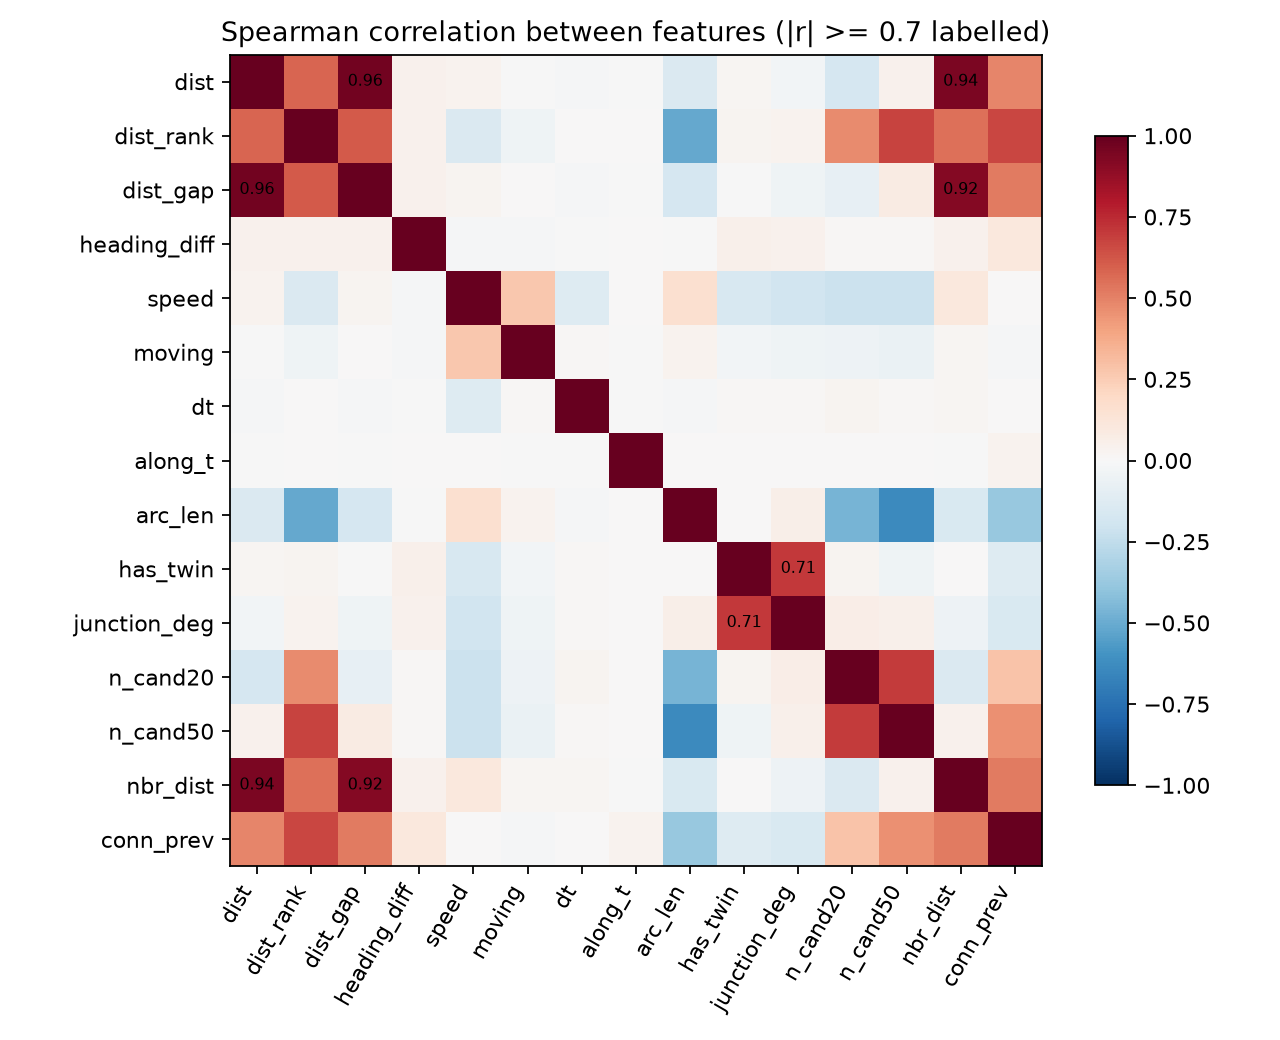 Spearman correlation between features (|r| >= 0.7 labelled)
dist
dist_rank
dist_gap
heading_diff
speed
moving
dt
along_t
arc_len
has_twin
junction_deg
n_cand20
n_cand50
nbr_dist
conn_prev
0.96
0.94
0.96
0.92
0.71
0.71
0.94
0.92
dist
dist_rank
dist_gap
heading_diff
speed
moving
dt
along_t
arc_len
has_twin
junction_deg
n_cand20
n_cand50
nbr_dist
conn_prev
1.00
0.75
0.50
0.25
0.00
−0.25
−0.50
−0.75
−1.00